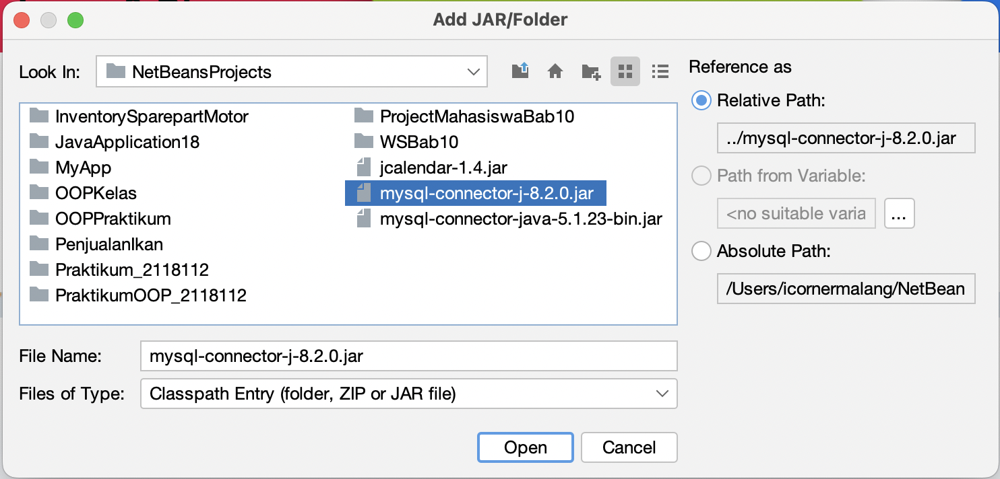 Add JAR/Folder
Look In:
NetBeansProjects
InventorySparepartMotor
JavaApplication18
MyApp
OOPKelas
OOPPraktikum
PenjualanIkan
Praktikum_2118112
PraktikumOOP_2118112
ProjectMahasiswaBab10
WSBab10
jcalendar-1.4.jar
mysql-connector-j-8.2.0.jar
mysql-connector-java-5.1.23-bin.jar
File Name:
mysql-connector-j-8.2.0.jar
Files of Type:
Classpath Entry (folder, ZIP or JAR file)
Open
Cancel
Reference as
Relative Path:
../mysql-connector-j-8.2.0.jar
Path from Variable:
<no suitable varia
...
Absolute Path:
/Users/icornermalang/NetBean